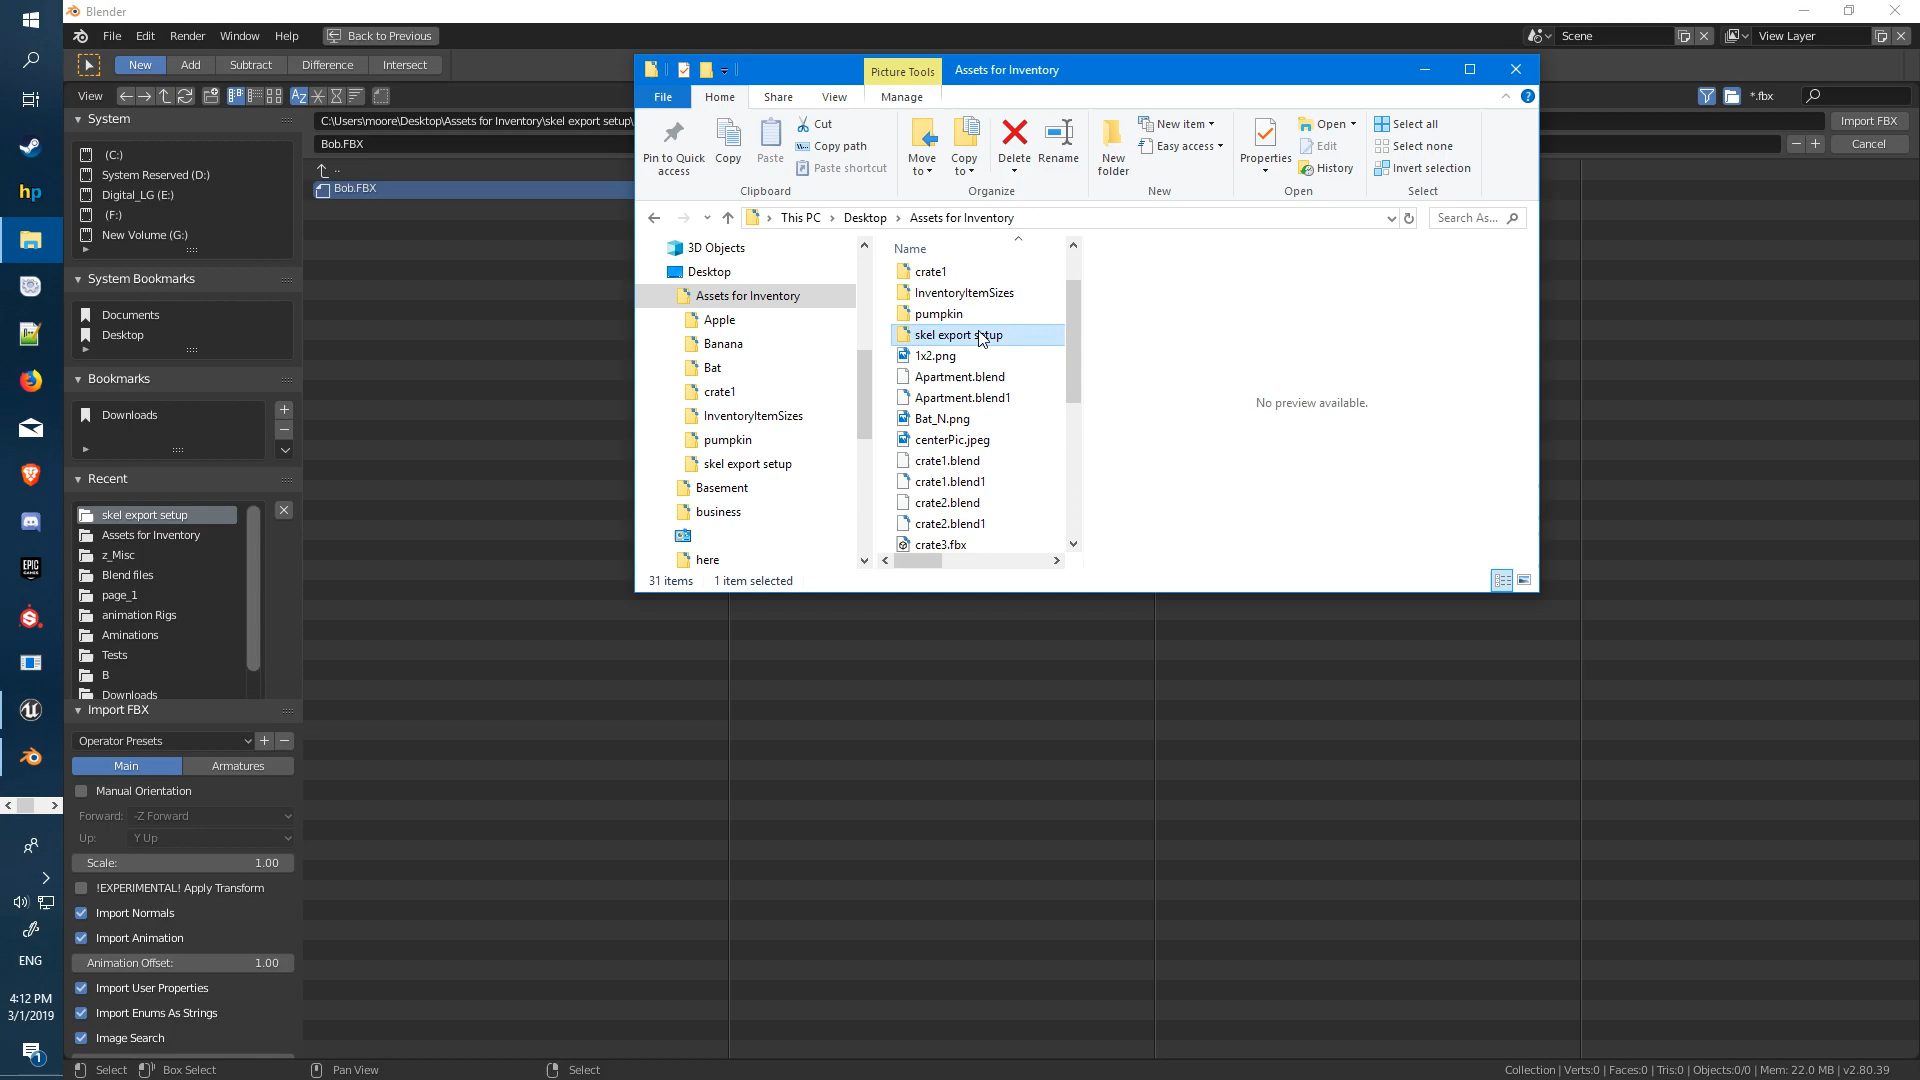 Blender
File Edit Render Window Help Back to Previous
Scene View Layer
New Add Subtract Difference Intersect
View
*.fbx
System
C:\Users\moore\Desktop\Assets for Inventory\skel export setup\
Import FBX
Bob.FBX
Cancel
(C:)
System Reserved (D:)
Digital_LG (E:)
(F:)
New Volume (G:)
..
Bob.FBX
System Bookmarks
Documents
Desktop
Bookmarks
Downloads
Recent
skel export setup
Assets for Inventory
z_Misc
Blend files
page_1
animation Rigs
Aminations
Tests
B
Downloads
Import FBX
Operator Presets
Main Armatures
Manual Orientation
Forward: -Z Forward
Up: Y Up
Scale: 1.00
!EXPERIMENTAL! Apply Transform
Import Normals
Import Animation
Animation Offset: 1.00
Import User Properties
Import Enums As Strings
Image Search
Picture Tools Assets for Inventory
File Home Share View Manage
Pin to Quick access
Copy
Paste
Cut
Copy path
Paste shortcut
Clipboard
Move to
Copy to
Delete
Rename
Organize
New folder
New item
Easy access
New
Properties
Open
Edit
History
Open
Select all
Select none
Invert selection
Select
This PC Desktop Assets for Inventory
Search As...
3D Objects
Desktop
Assets for Inventory
Apple
Banana
Bat
crate1
InventoryItemSizes
pumpkin
skel export setup
Basement
business
here
Name
crate1
InventoryItemSizes
pumpkin
skel export setup
1x2.png
Apartment.blend
Apartment.blend1
Bat_N.png
centerPic.jpeg
crate1.blend
crate1.blend1
crate2.blend
crate2.blend1
crate3.fbx
No preview available.
31 items 1 item selected
hp
EPIC
GAMES
ENG
4:12 PM
3/1/2019
1
Select Box Select Pan View Select
Collection | Verts:0 | Faces:0 | Tris:0 | Objects:0/0 | Mem: 22.0 MB | v2.80.39